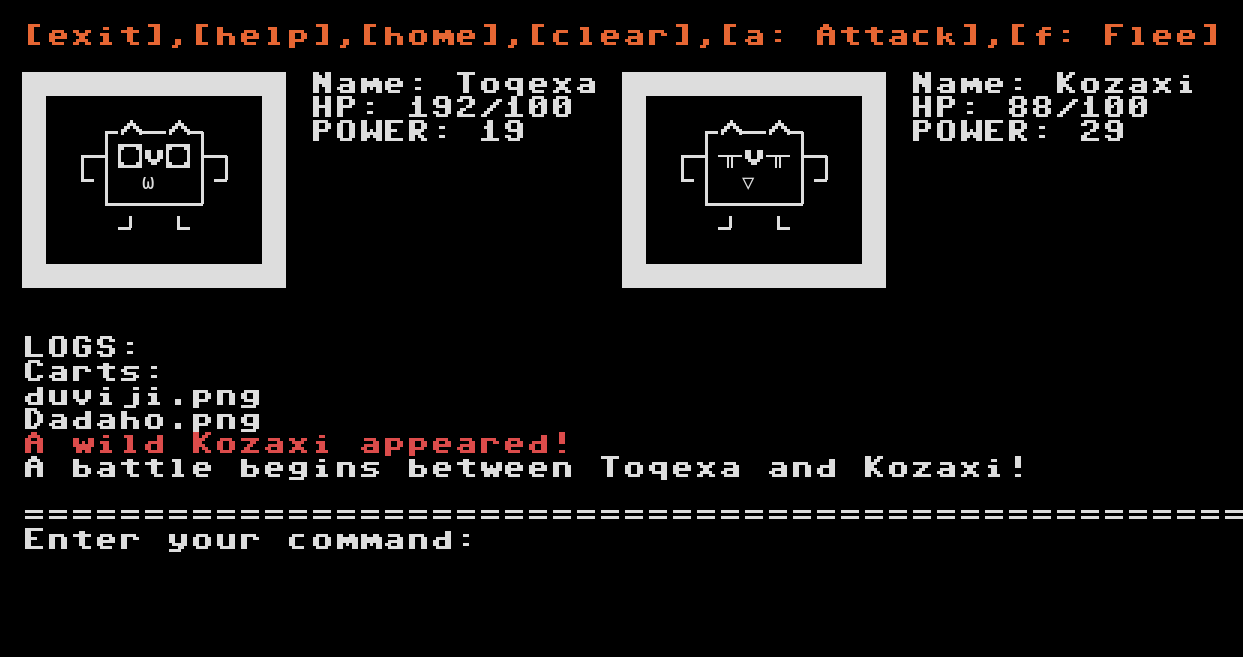 [exit],[help],[home],[clear],[a: Attack],[f: Flee]
Name: Toqexa
HP: 192/100
POWER: 19
Name: Kozaxi
HP: 88/100
POWER: 29
LOGS:
Carts:
duviji.png
Dadaho.png
A wild Kozaxi appeared!
A battle begins between Toqexa and Kozaxi!
===================================================
Enter your command: